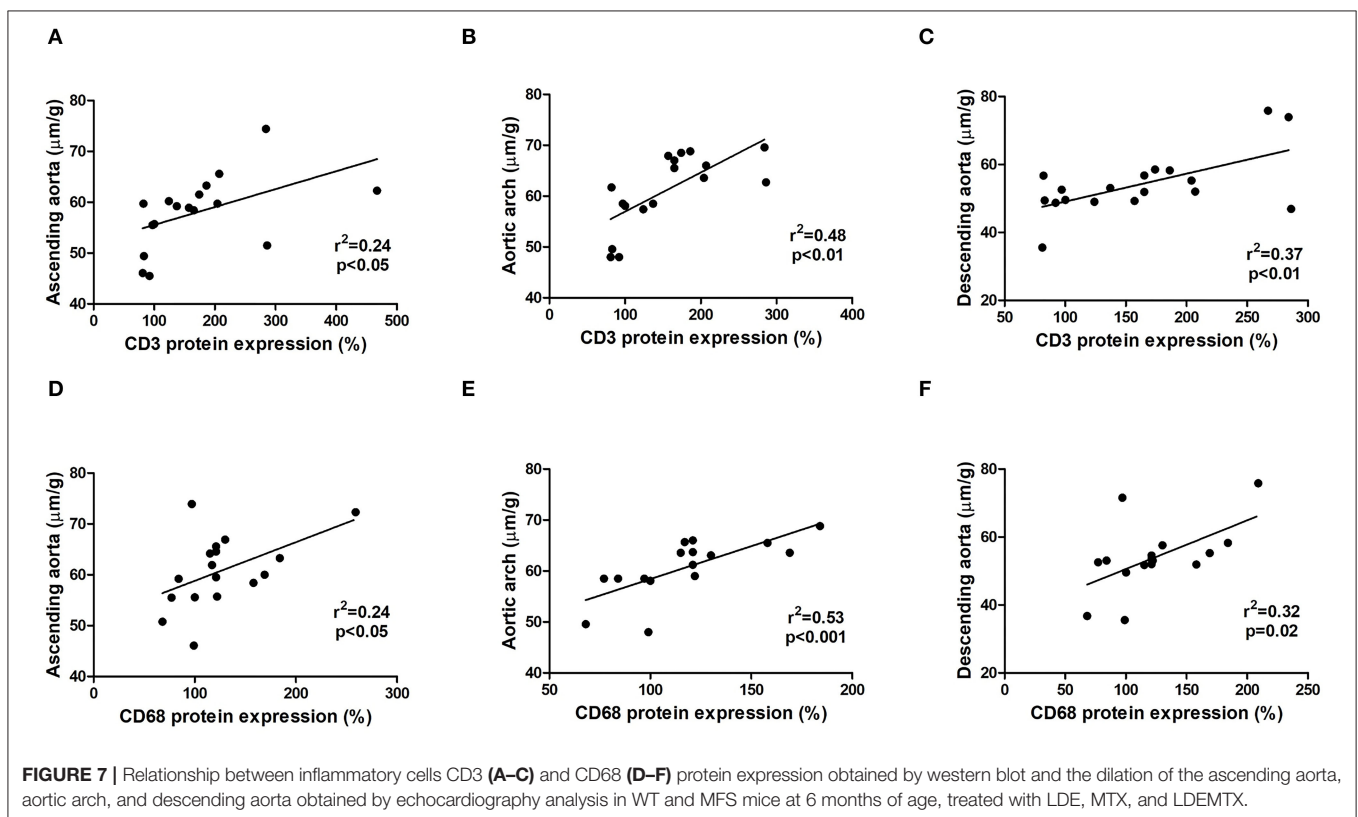 A
Ascending aorta (µm/g)
80
70
60
50
40
0 100 200 300 400 500
CD3 protein expression (%)
r²=0.24
p<0.05
B
Aortic arch (µm/g)
80
70
60
50
40
0 100 200 300 400
CD3 protein expression (%)
r²=0.48
p<0.01
C
Descending aorta (µm/g)
80
60
40
20
50 100 150 200 250 300
CD3 protein expression (%)
r²=0.37
p<0.01
D
Ascending aorta (µm/g)
80
70
60
50
40
0 100 200 300
CD68 protein expression (%)
r²=0.24
p<0.05
E
Aortic arch (µm/g)
80
70
60
50
40
50 100 150 200
CD68 protein expression (%)
r²=0.53
p<0.001
F
Descending aorta (µm/g)
80
60
40
20
0 50 100 150 200 250
CD68 protein expression (%)
r²=0.32
p=0.02
FIGURE 7 | Relationship between inflammatory cells CD3 (A–C) and CD68 (D–F) protein expression obtained by western blot and the dilation of the ascending aorta,
aortic arch, and descending aorta obtained by echocardiography analysis in WT and MFS mice at 6 months of age, treated with LDE, MTX, and LDEMTX.